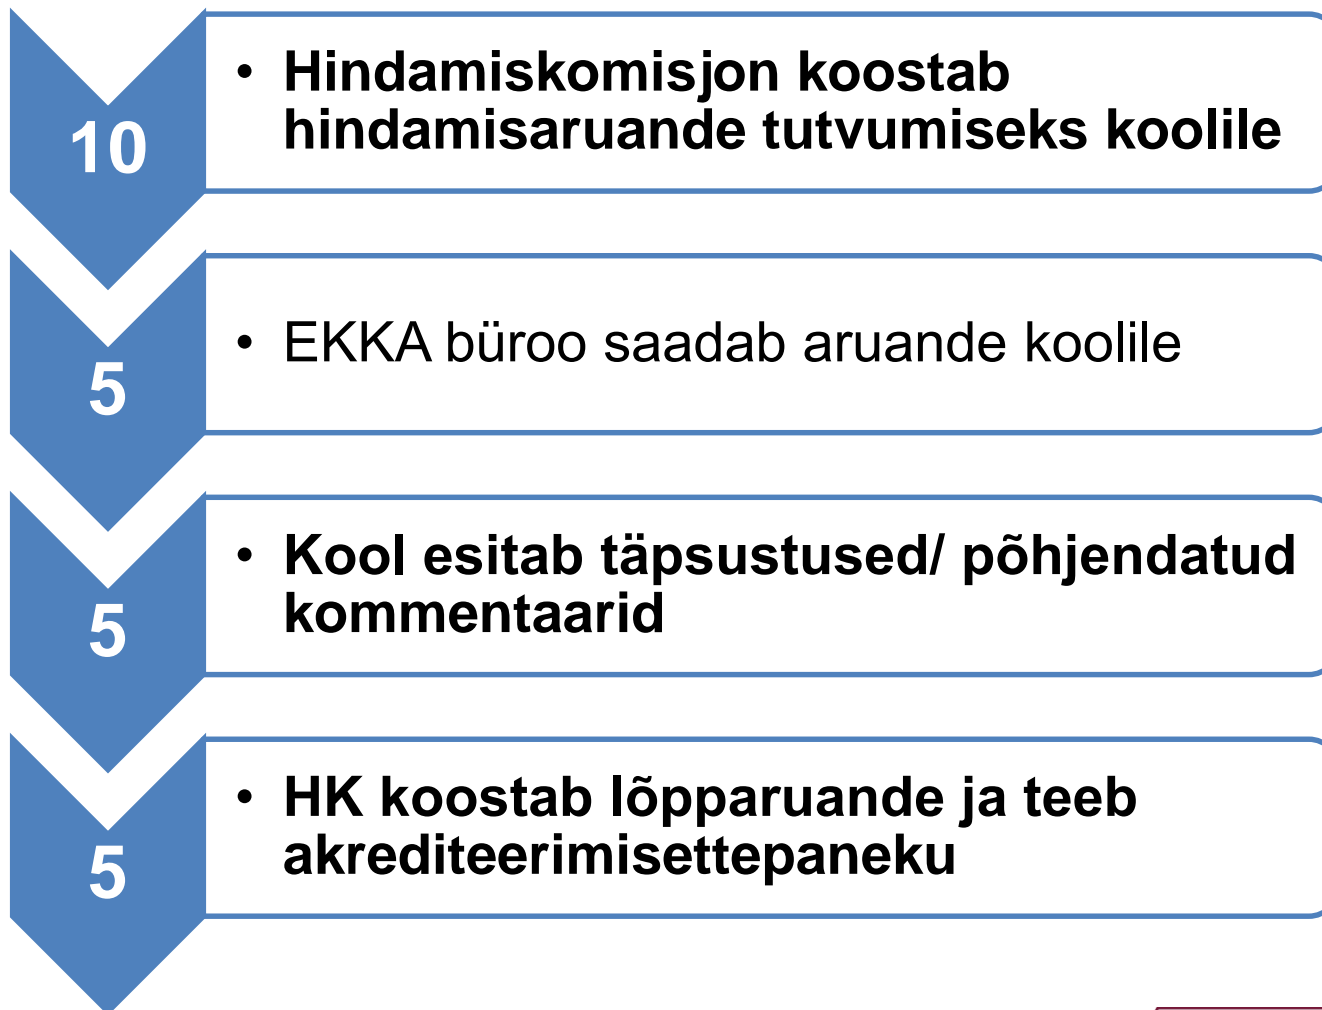 10
• Hindamiskomisjon koostab
hindamisaruande tutvumiseks koolile
5
• EKKA büroo saadab aruande koolile
5
• Kool esitab täpsustused/ põhjendatud
kommentaarid
5
• HK koostab lõpparuande ja teeb
akrediteerimisettepaneku